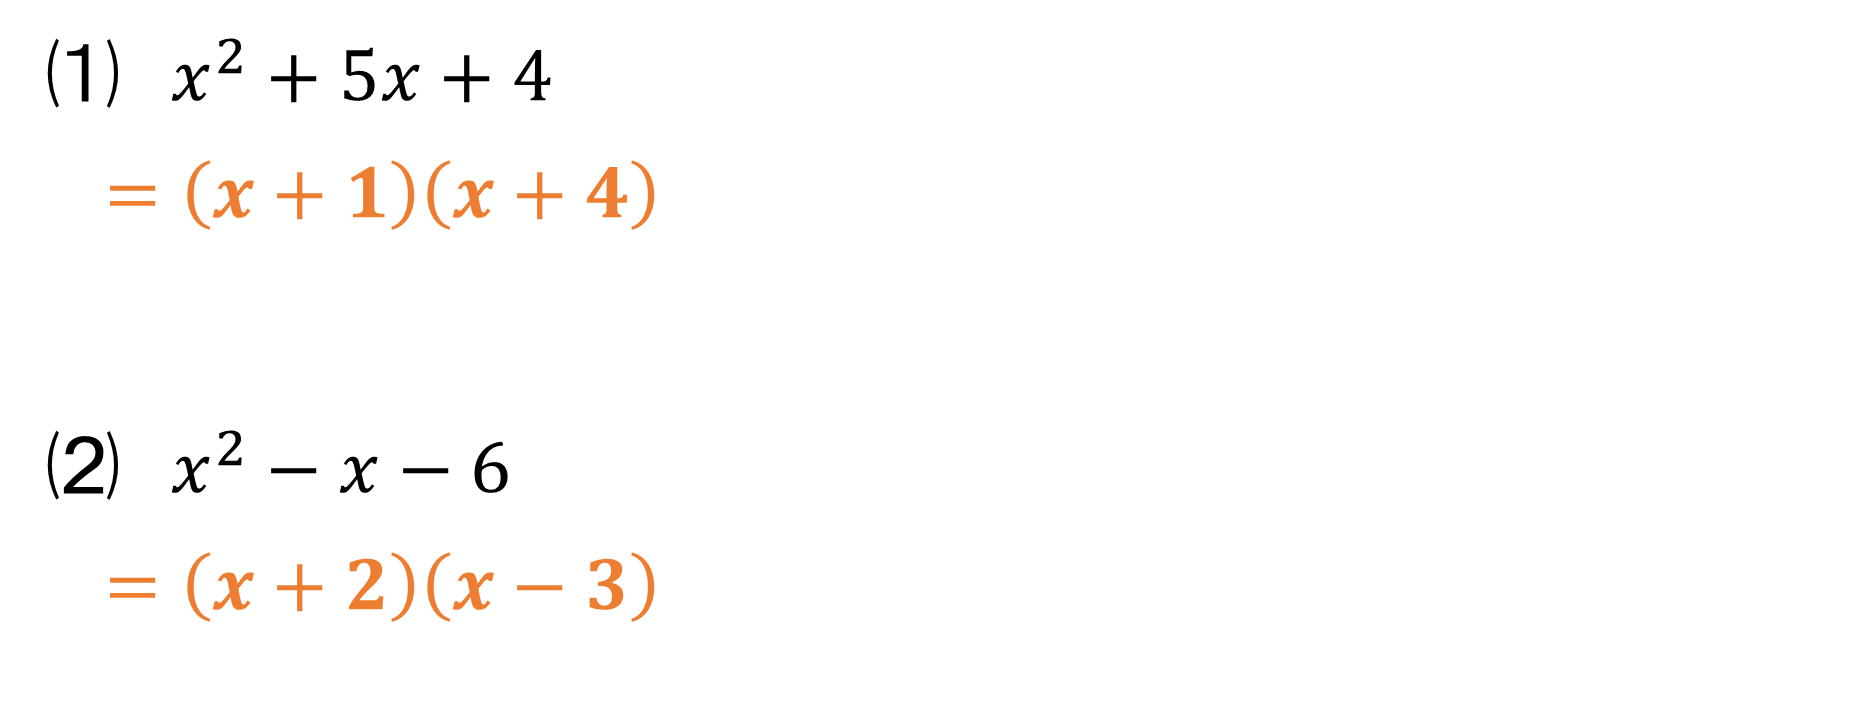 (1) x² + 5x + 4
= (x + 1)(x + 4)
(2) x² − x − 6
= (x + 2)(x − 3)